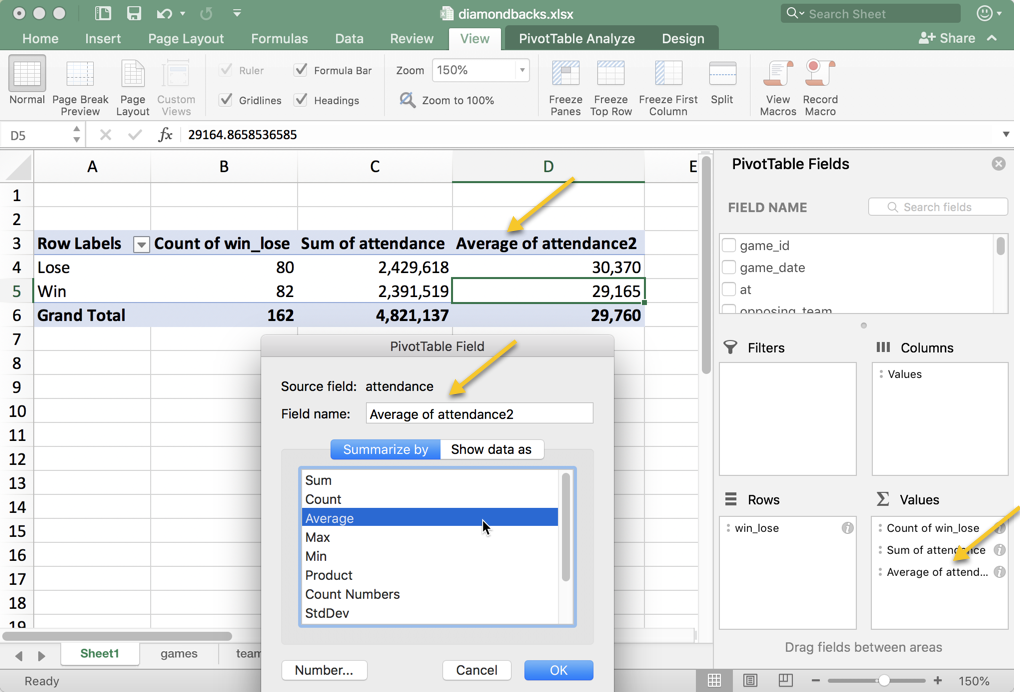 diamondbacks.xlsx
Search Sheet
Home Insert Page Layout Formulas Data Review View PivotTable Analyze Design Share
Normal Page Break Preview Page Layout Custom Views
Ruler Formula Bar
Gridlines Headings
Zoom 150%
Zoom to 100%
Freeze Panes Freeze Top Row Freeze First Column Split View Macros Record Macro
D5 fx 29164.8658536585
A B C D E
1
2
3 Row Labels Count of win_lose Sum of attendance Average of attendance2
4 Lose 80 2,429,618 30,370
5 Win 82 2,391,519 29,165
6 Grand Total 162 4,821,137 29,760
7
8
9
10
11
12
13
14
15
16
17
18
19
PivotTable Field
Source field: attendance
Field name: Average of attendance2
Summarize by Show data as
Sum
Count
Average
Max
Min
Product
Count Numbers
StdDev
Number... Cancel OK
PivotTable Fields
FIELD NAME Search fields
game_id
game_date
at
opposing_team
Filters Columns
Values
Rows Σ Values
win_lose
Count of win_lose
Sum of attendance
Average of attend...
Drag fields between areas
Sheet1 games team
Ready 150%